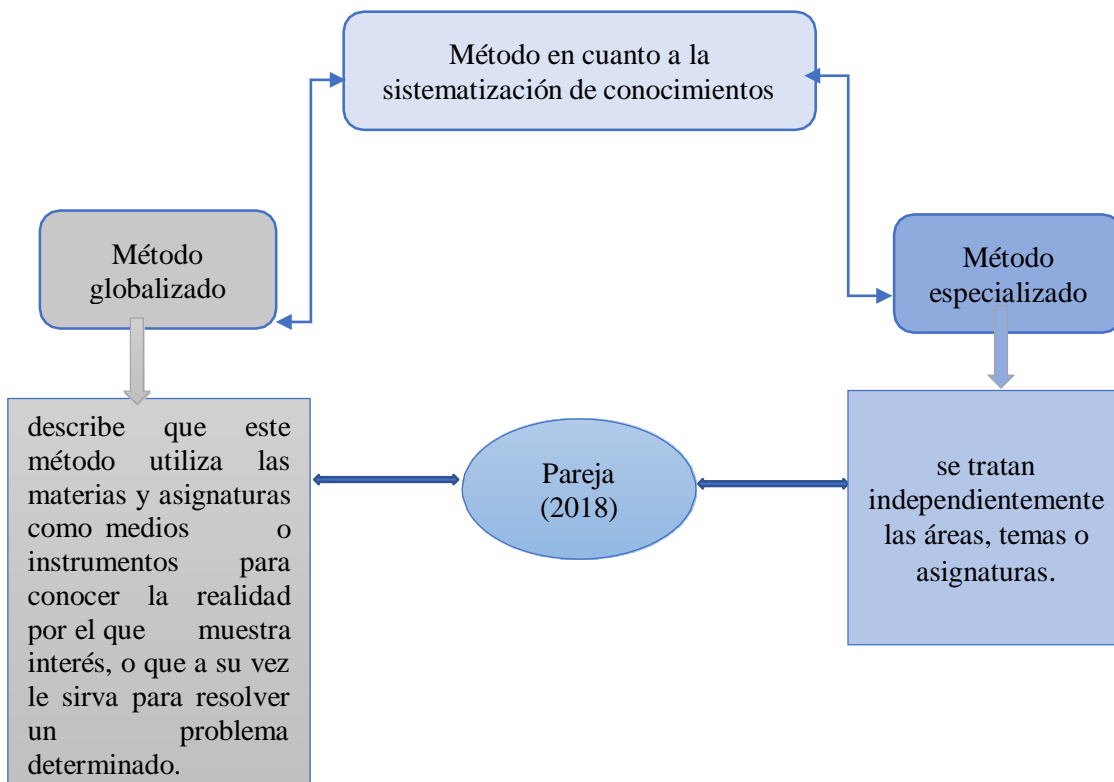 Método en cuanto a la
sistematización de conocimientos
Método
globalizado
Método
especializado
describe que este
método utiliza las
materias y asignaturas
como medios o
instrumentos para
conocer la realidad
por el que muestra
interés, o que a su vez
le sirva para resolver
un problema
determinado.
Pareja
(2018)
se tratan
independientemente
las áreas, temas o
asignaturas.